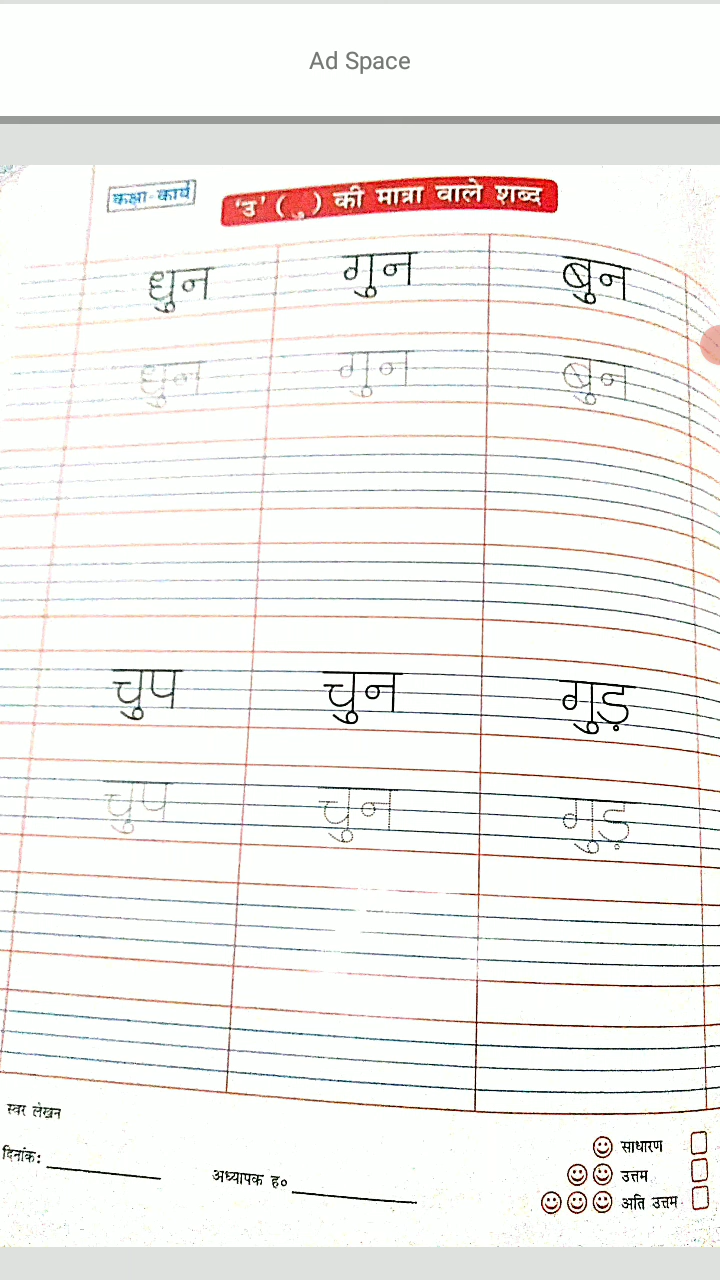 Ad Space
कक्षा-कार्य
'उ' ( ु ) की मात्रा वाले शब्द
धुन गुन बुन
धुन गुन बुन
चुप चुन गुड़
चुप चुन गुड़
स्वर लेखन
दिनांक:
अध्यापक ह०
साधारण
उत्तम
अति उत्तम